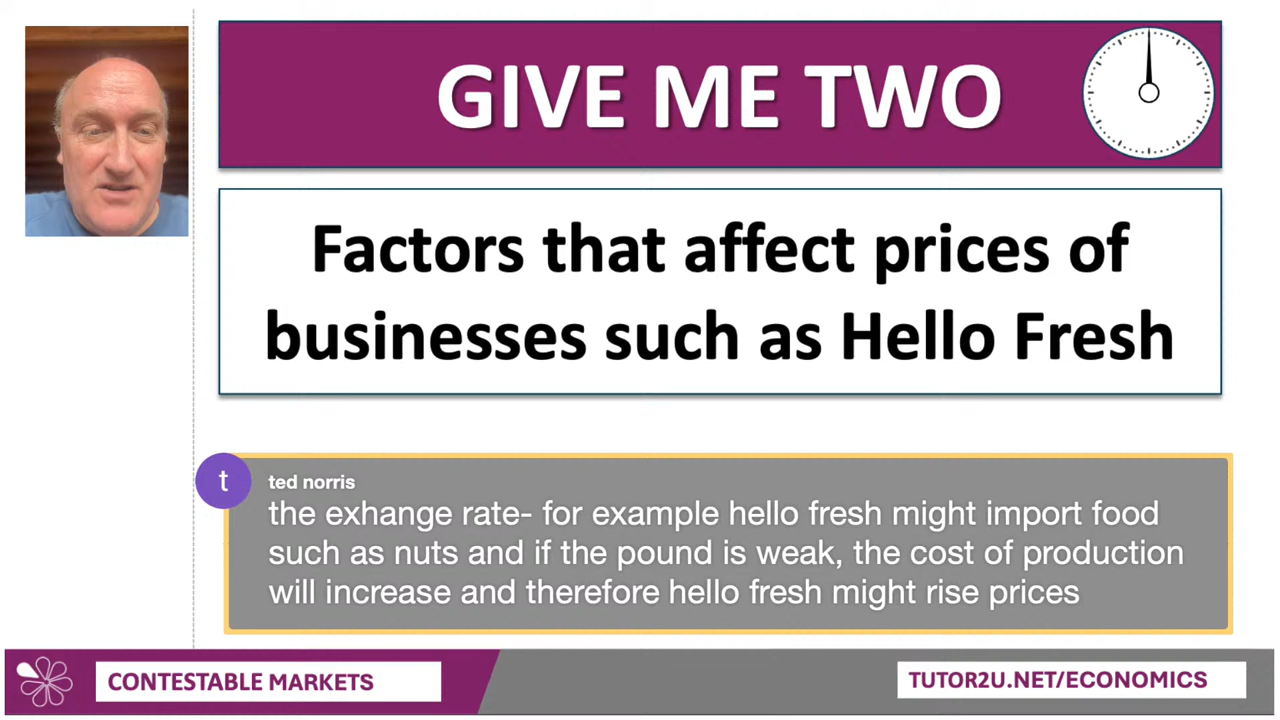 GIVE ME TWO
Factors that affect prices of
businesses such as Hello Fresh
t
ted norris
the exhange rate- for example hello fresh might import food
such as nuts and if the pound is weak, the cost of production
will increase and therefore hello fresh might rise prices
CONTESTABLE MARKETS
TUTOR2U.NET/ECONOMICS